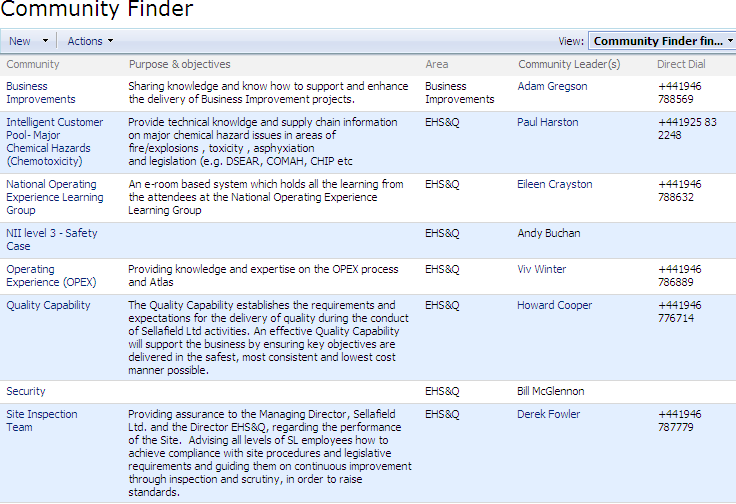 Community Finder
New Actions View: Community Finder fin...
Community Purpose & objectives Area Community Leader(s) Direct Dial
Business Improvements
Sharing knowledge and know how to support and enhance
the delivery of Business Improvement projects.
Business
Improvements
Adam Gregson
+441946
788569
Intelligent Customer
Pool- Major
Chemical Hazards
(Chemotoxicity)
Provide technical knowldge and supply chain information
on major chemical hazard issues in areas of
fire/explosions , toxicity , asphyxiation
and legislation (e.g. DSEAR, COMAH, CHIP etc
EHS&Q
Paul Harston
+441925 83
2248
National Operating
Experience Learning
Group
An e-room based system which holds all the learning from
the attendees at the National Operating Experience
Learning Group
EHS&Q
Eileen Crayston
+441946
788632
NII level 3 - Safety
Case
EHS&Q
Andy Buchan
Operating
Experience (OPEX)
Providing knowledge and expertise on the OPEX process
and Atlas
EHS&Q
Viv Winter
+441946
786889
Quality Capability
The Quality Capability establishes the requirements and
expectations for the delivery of quality during the conduct
of Sellafield Ltd activities. An effective Quality Capability
will support the business by ensuring key objectives are
delivered in the safest, most consistent and lowest cost
manner possible.
EHS&Q
Howard Cooper
+441946
776714
Security
EHS&Q
Bill McGlennon
Site Inspection
Team
Providing assurance to the Managing Director, Sellafield
Ltd. and the Director EHS&Q, regarding the performance
of the Site. Advising all levels of SL employees how to
achieve compliance with site procedures and legislative
requirements and guiding them on continuous improvement
through inspection and scrutiny, in order to raise
standards.
EHS&Q
Derek Fowler
+441946
787779